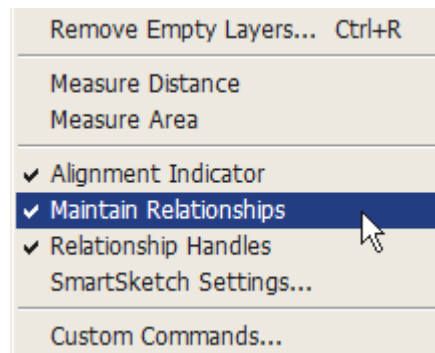 Remove Empty Layers... Ctrl+R
Measure Distance
Measure Area
✓ Alignment Indicator
✓ Maintain Relationships
✓ Relationship Handles
SmartSketch Settings...
Custom Commands...